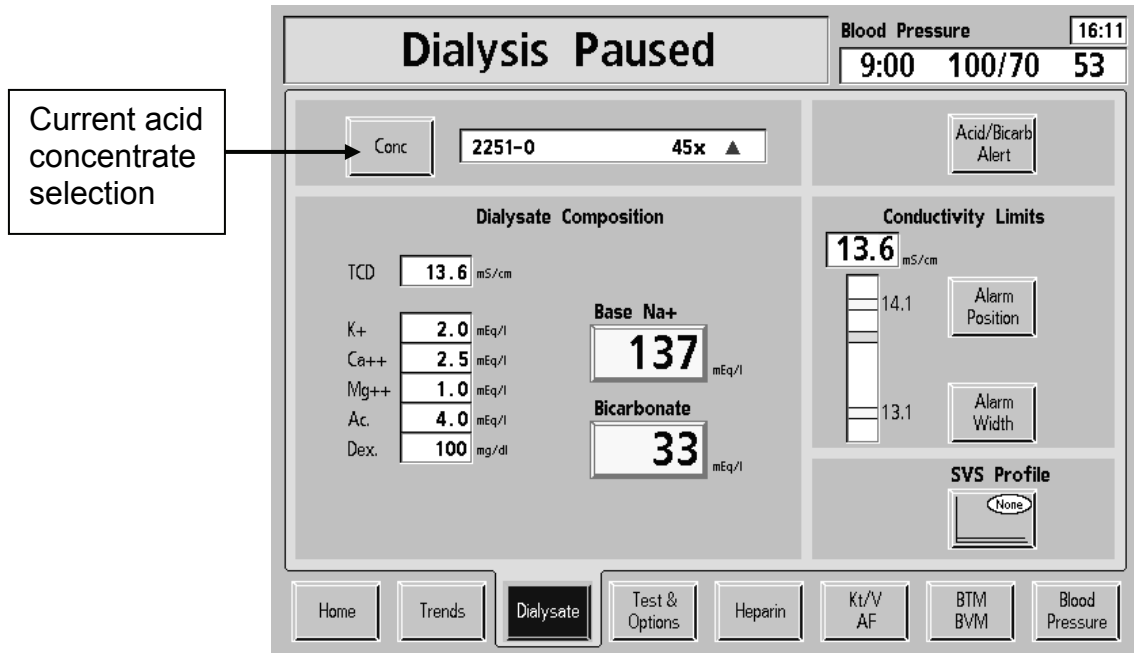 Dialysis Paused
Blood Pressure 16:11
9:00 100/70 53
Current acid
concentrate
selection
Conc 2251-0 45x ▲
Acid/Bicarb
Alert
Dialysate Composition
TCD 13.6 mS/cm
K+ 2.0 mEq/l
Ca++ 2.5 mEq/l
Mg++ 1.0 mEq/l
Ac. 4.0 mEq/l
Dex. 100 mg/dl
Base Na+
137 mEq/l
Bicarbonate
33 mEq/l
Conductivity Limits
13.6 mS/cm
14.1
Alarm
Position
13.1
Alarm
Width
SVS Profile
None
Home
Trends
Dialysate
Test &
Options
Heparin
Kt/V
AF
BTM
BVM
Blood
Pressure